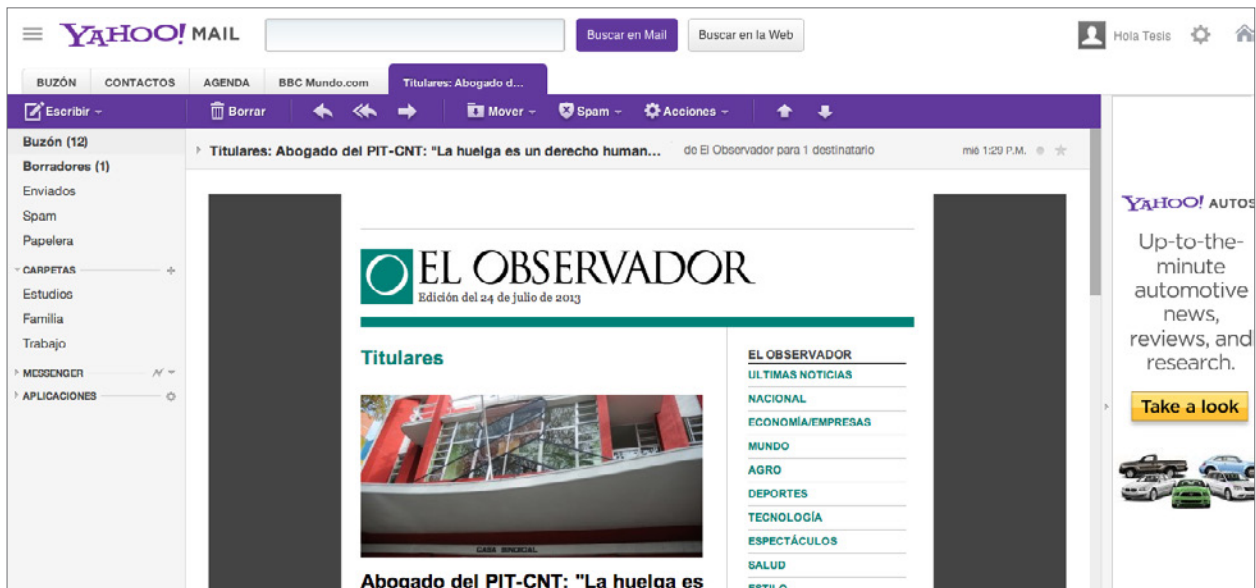 YAHOO! MAIL
Buscar en Mail
Buscar en la Web
Hola Tesis
BUZÓN CONTACTOS AGENDA BBC Mundo.com Titulares: Abogado d...
Escribir Borrar Mover Spam Acciones
Buzón (12)
Borradores (1)
Enviados
Spam
Papelera
CARPETAS
Estudios
Familia
Trabajo
MESSENGER
APLICACIONES
Titulares: Abogado del PIT-CNT: "La huelga es un derecho human... de El Observador para 1 destinatario mié 1:29 P.M.
EL OBSERVADOR
Edición del 24 de julio de 2013
Titulares
CASA SINDICAL
Abogado del PIT-CNT: "La huelga es
EL OBSERVADOR
ULTIMAS NOTICIAS
NACIONAL
ECONOMÍA/EMPRESAS
MUNDO
AGRO
DEPORTES
TECNOLOGÍA
ESPECTÁCULOS
SALUD
ESTILO
YAHOO! AUTOS
Up-to-the-
minute
automotive
news,
reviews, and
research.
Take a look